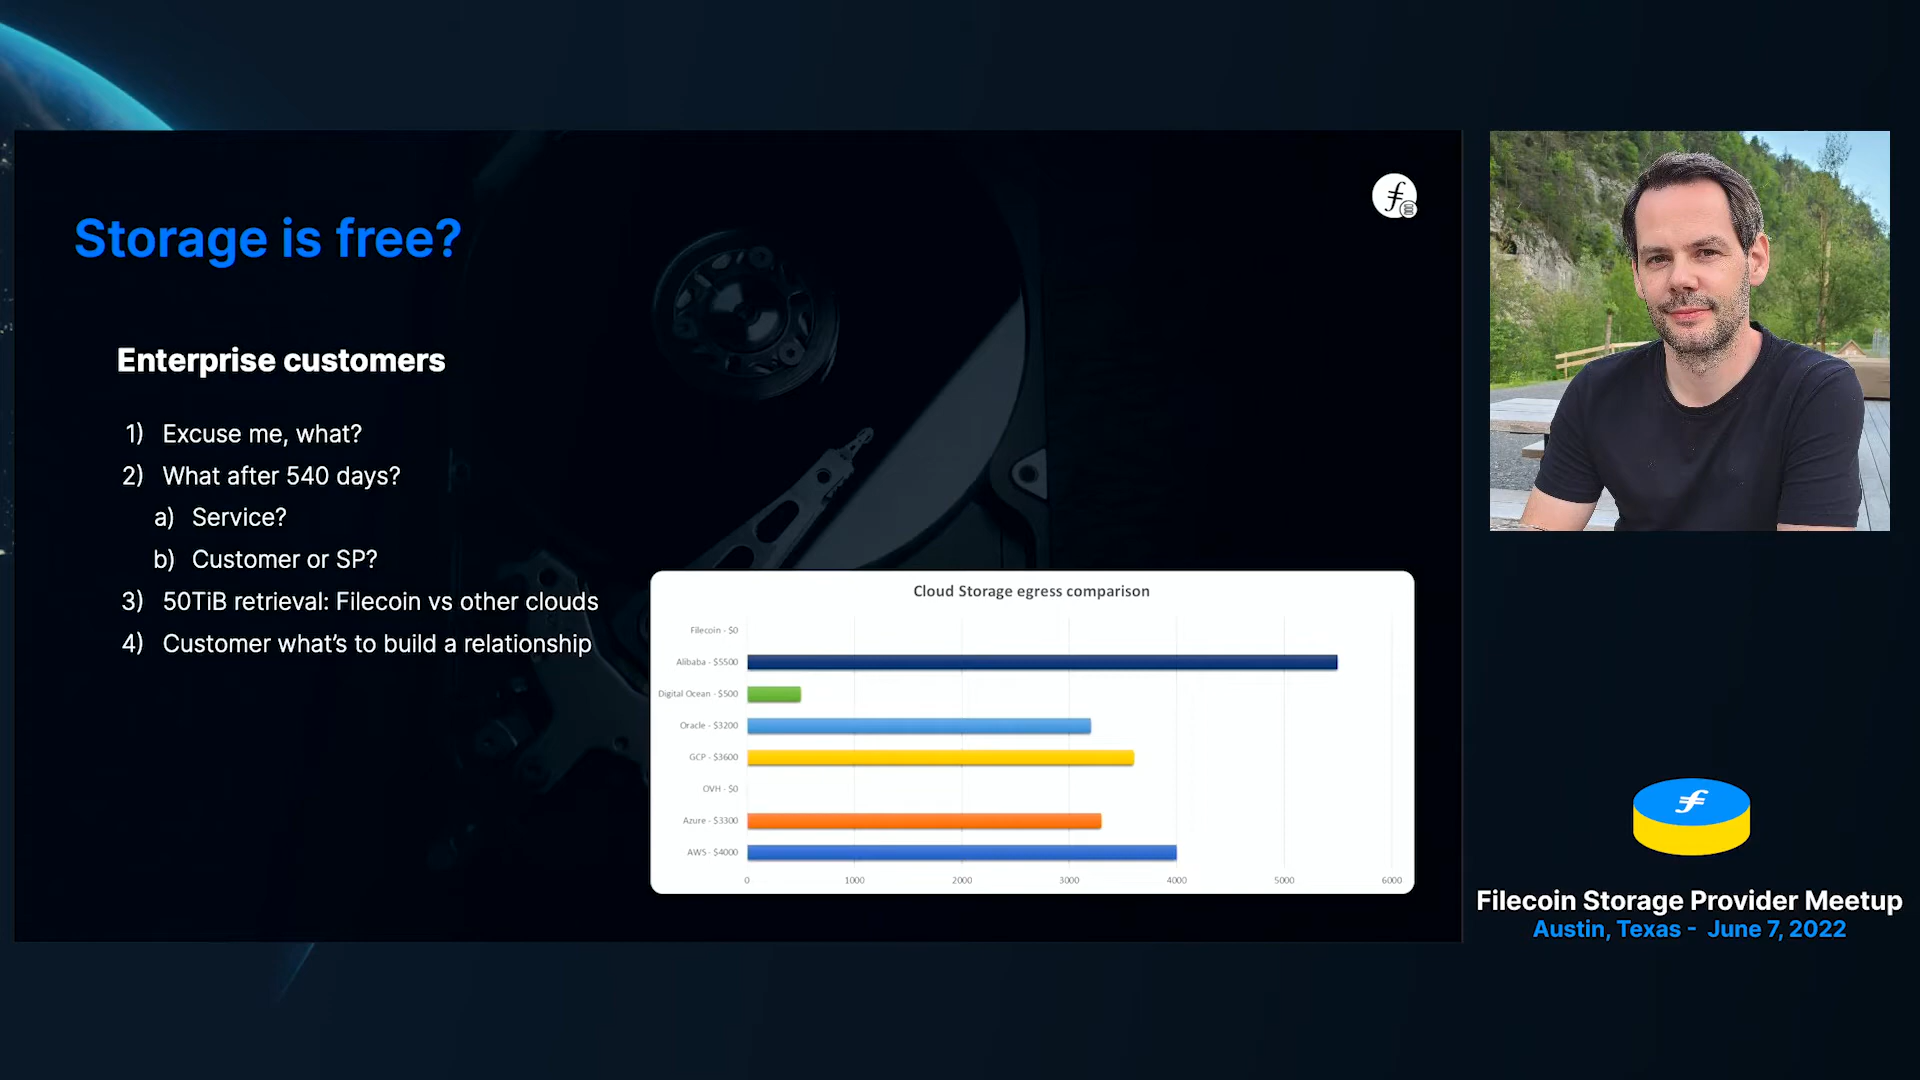 Storage is free?
Enterprise customers
1) Excuse me, what?
2) What after 540 days?
a) Service?
b) Customer or SP?
3) 50TiB retrieval: Filecoin vs other clouds
4) Customer what's to build a relationship
Cloud Storage egress comparison
Filecoin - $0
Alibaba - $5500
Digital Ocean - $500
Oracle - $3200
GCP - $3600
OVH - $0
Azure - $3300
AWS - $4000
0 1000 2000 3000 4000 5000 6000
Filecoin Storage Provider Meetup
Austin, Texas - June 7, 2022